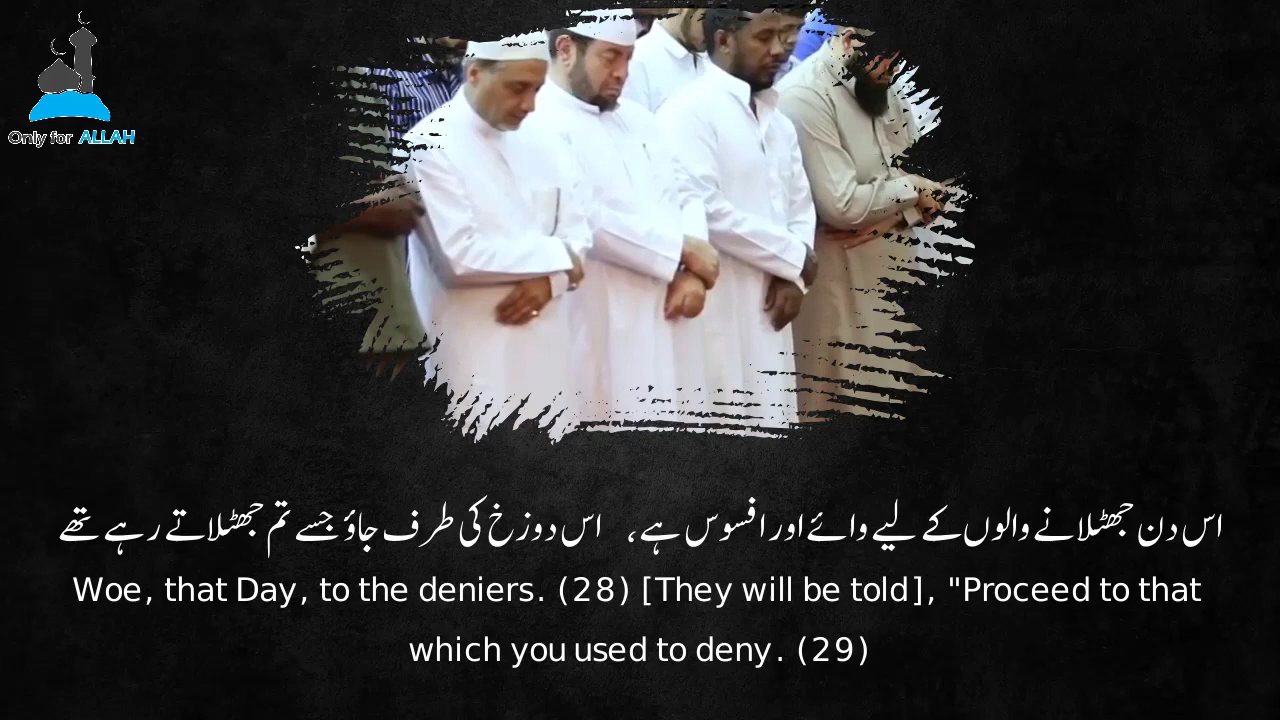 Only for ALLAH
اس دن جھٹلانے والوں کے لیے وائے اور افسوس ہے، اس دوزخ کی طرف جاؤ جسے تم جھٹلاتے رہے تھے
Woe, that Day, to the deniers. (28) [They will be told], "Proceed to that
which you used to deny. (29)